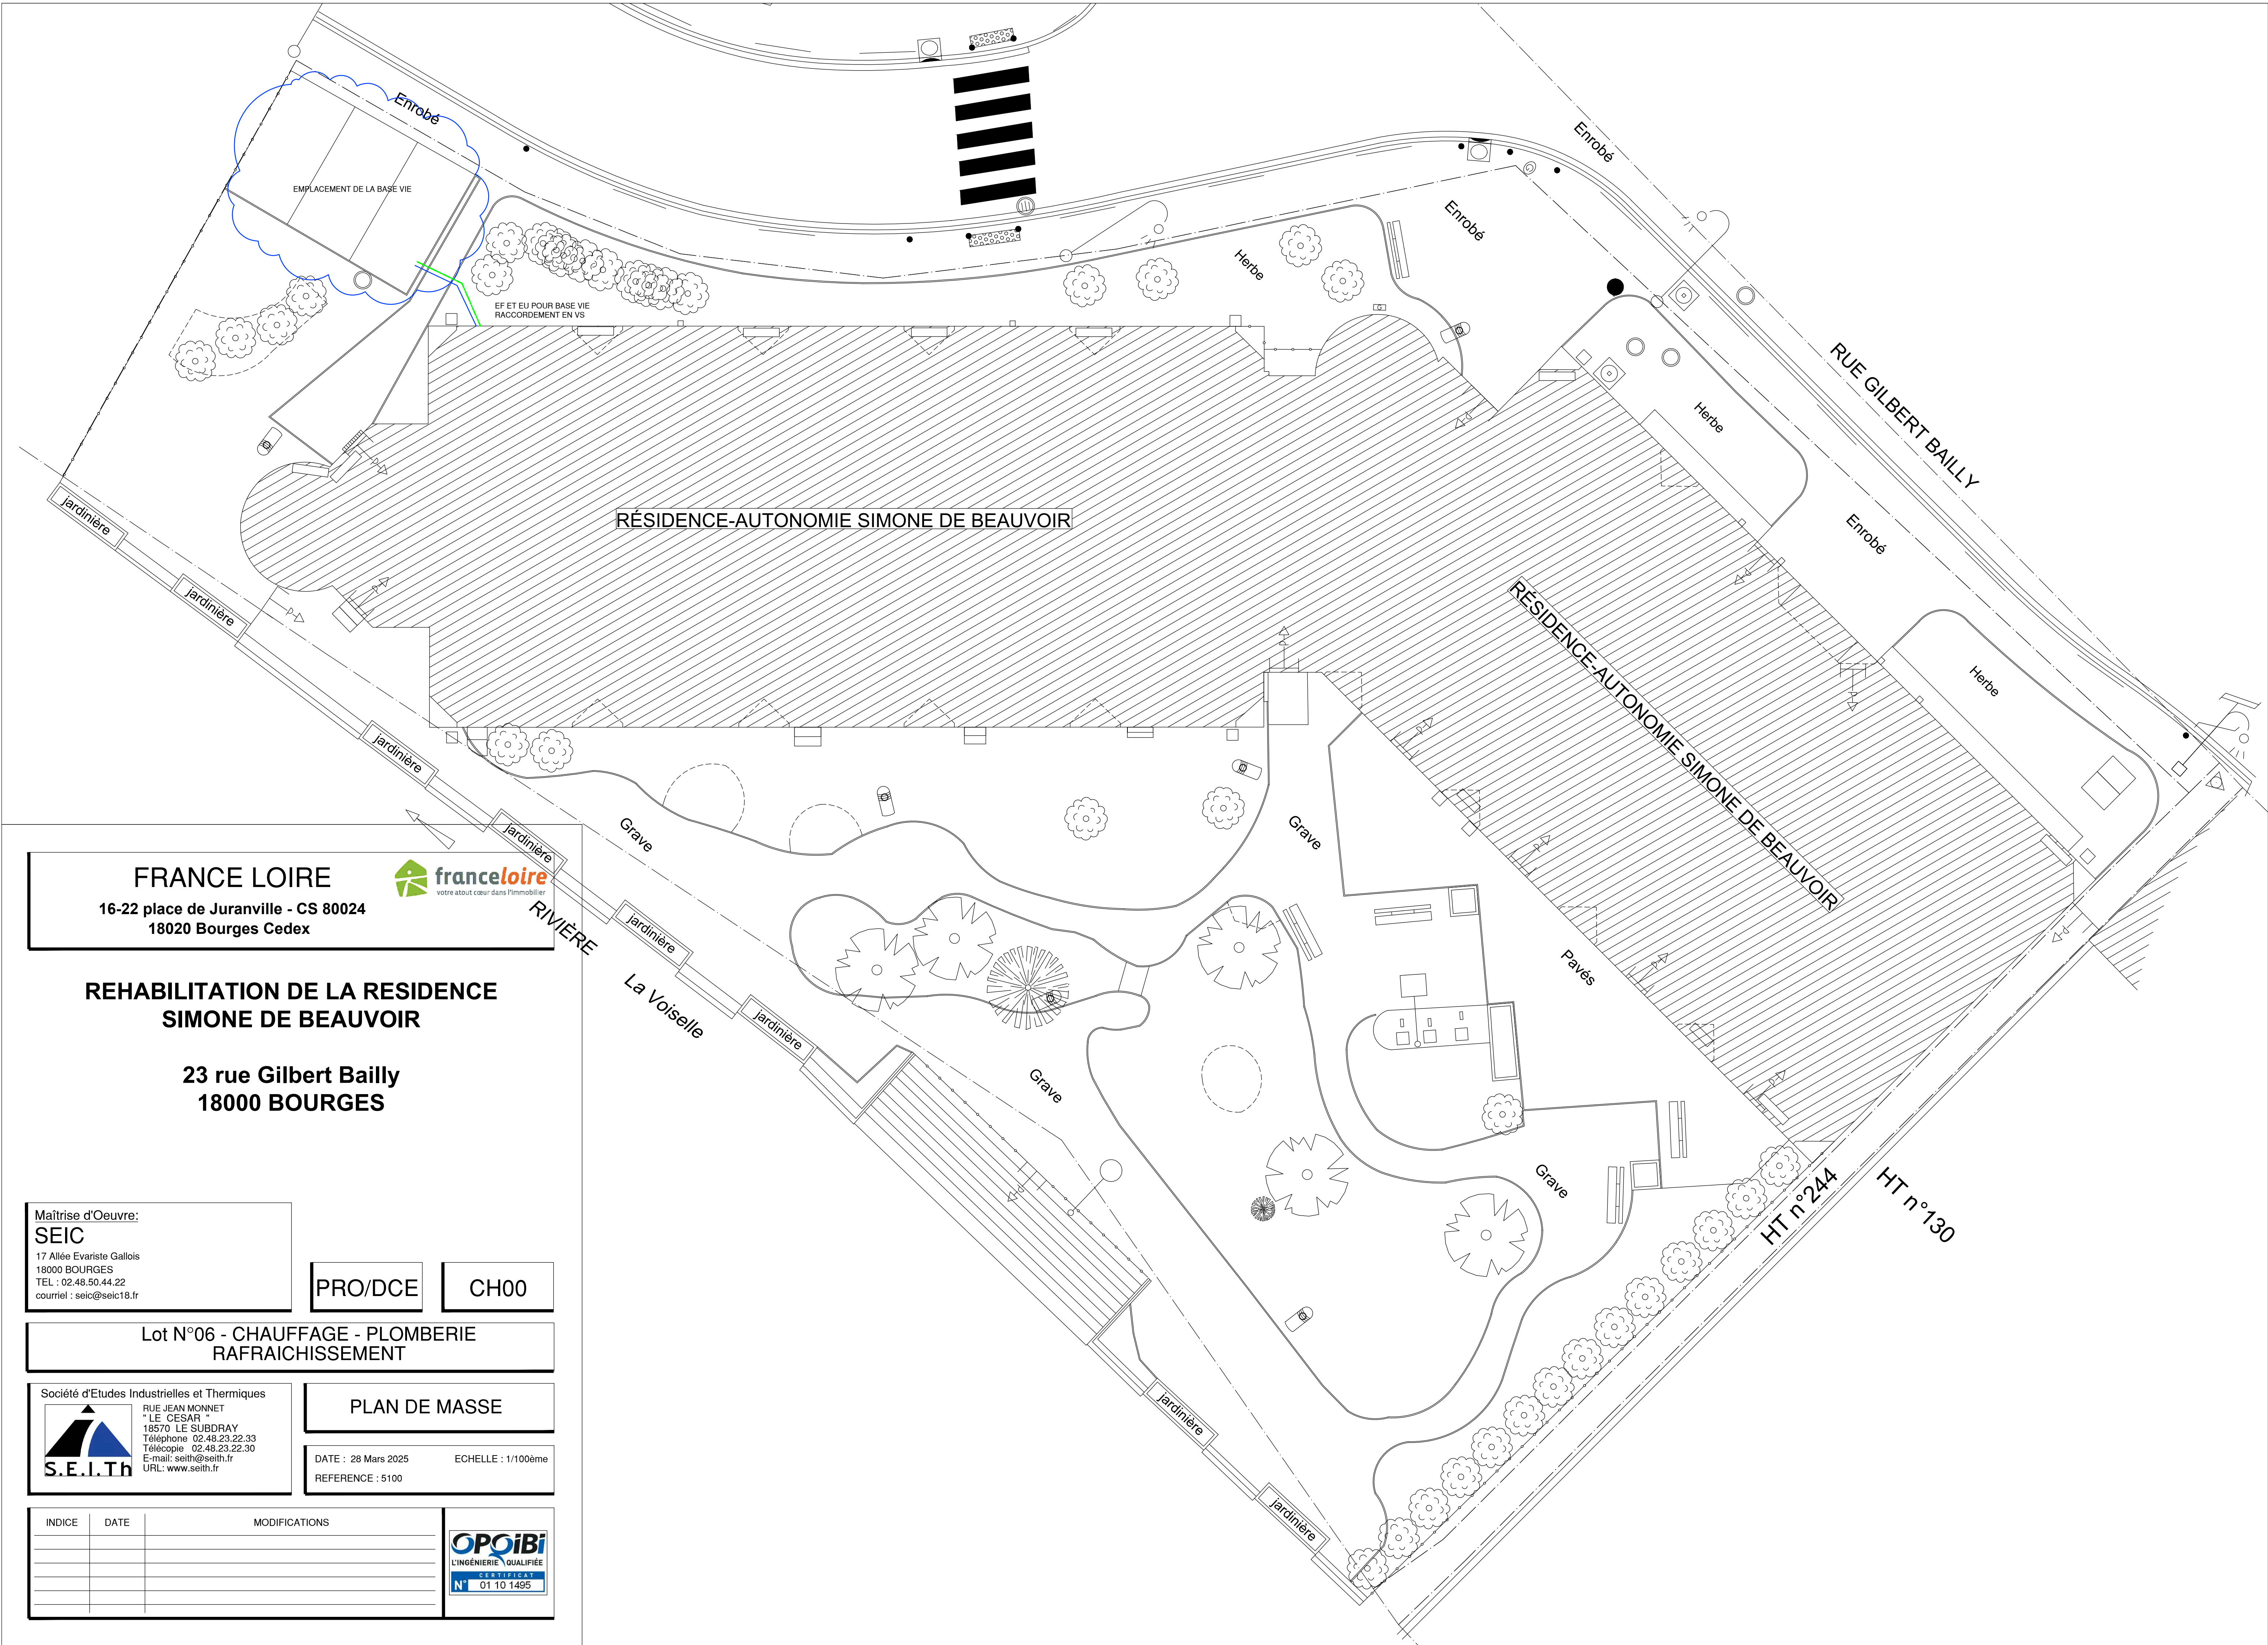 Enrobé
EMPLACEMENT DE LA BASE VIE
EF ET EU POUR BASE VIE
RACCORDEMENT EN VS
Herbe
Enrobé
Enrobé
RUE GILBERT BAILLY
Herbe
Enrobé
Herbe
RÉSIDENCE-AUTONOMIE SIMONE DE BEAUVOIR
RÉSIDENCE-AUTONOMIE SIMONE DE BEAUVOIR
jardinière
jardinière
jardinière
jardinière
jardinière
jardinière
jardinière
jardinière
Grave
Grave
Grave
Grave
Pavés
RIVIÈRE
La Voiselle
HT n°244
HT n°130
FRANCE LOIRE
16-22 place de Juranville - CS 80024
18020 Bourges Cedex
franceloire
votre atout cœur dans l'immobilier
REHABILITATION DE LA RESIDENCE
SIMONE DE BEAUVOIR
23 rue Gilbert Bailly
18000 BOURGES
Maîtrise d'Oeuvre:
SEIC
17 Allée Evariste Gallois
18000 BOURGES
TEL : 02.48.50.44.22
courriel : seic@seic18.fr
PRO/DCE
CH00
Lot N°06 - CHAUFFAGE - PLOMBERIE
RAFRAICHISSEMENT
Société d'Etudes Industrielles et Thermiques
RUE JEAN MONNET
" LE CESAR "
18570 LE SUBDRAY
Téléphone 02.48.23.22.33
Télécopie 02.48.23.22.30
E-mail: seith@seith.fr
URL: www.seith.fr
S.E.I.Th
PLAN DE MASSE
DATE : 28 Mars 2025 ECHELLE : 1/100ème
REFERENCE : 5100
INDICE DATE MODIFICATIONS
OPQiBi
L'INGÉNIERIE QUALIFIÉE
CERTIFICAT
N° 01 10 1495